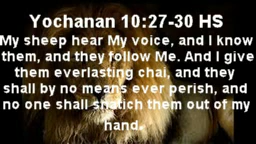 Yochanan 10:27-30 HS
My sheep hear My voice, and I know
them, and they follow Me. And I give
them everlasting chai, and they
shall by no means ever perish, and
no one shall snatich them out of my
hand.